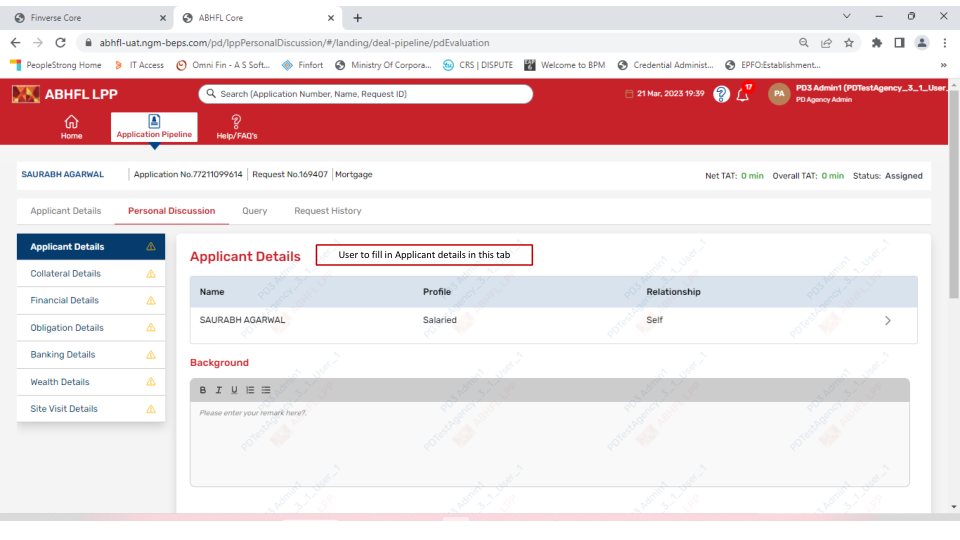 Finverse Core
ABHFL Core
abhfl-uat.ngm-beps.com/pd/lppPersonalDiscussion/#/landing/deal-pipeline/pdEvaluation
PeopleStrong Home IT Access Omni Fin - A S Soft... Finfort Ministry Of Corpora... CRS | DISPUTE Welcome to BPM Credential Administ... EPFO:Establishment... »
ABHFL LPP
Search (Application Number, Name, Request ID)
21 Mar, 2023 19:39
17
PA
PD3 Admin1 (PDTestAgency_3_1_User_
PD Agency Admin
Home
Application Pipeline
Help/FAQ's
SAURABH AGARWAL | Application No.77211099614 | Request No.169407 | Mortgage
Net TAT: 0 min Overall TAT: 0 min Status: Assigned
Applicant Details Personal Discussion Query Request History
Applicant Details
Collateral Details
Financial Details
Obligation Details
Banking Details
Wealth Details
Site Visit Details
Applicant Details
User to fill in Applicant details in this tab
Name Profile Relationship
SAURABH AGARWAL Salaried Self
Background
B I U
Please enter your remark here?.